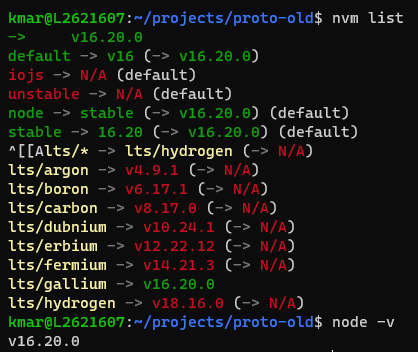 kmar@L2621607:~/projects/proto-old$ nvm list
->      v16.20.0
default -> v16 (-> v16.20.0)
iojs -> N/A (default)
unstable -> N/A (default)
node -> stable (-> v16.20.0) (default)
stable -> 16.20 (-> v16.20.0) (default)
^[[Alts/* -> lts/hydrogen (-> N/A)
lts/argon -> v4.9.1 (-> N/A)
lts/boron -> v6.17.1 (-> N/A)
lts/carbon -> v8.17.0 (-> N/A)
lts/dubnium -> v10.24.1 (-> N/A)
lts/erbium -> v12.22.12 (-> N/A)
lts/fermium -> v14.21.3 (-> N/A)
lts/gallium -> v16.20.0
lts/hydrogen -> v18.16.0 (-> N/A)
kmar@L2621607:~/projects/proto-old$ node -v
v16.20.0